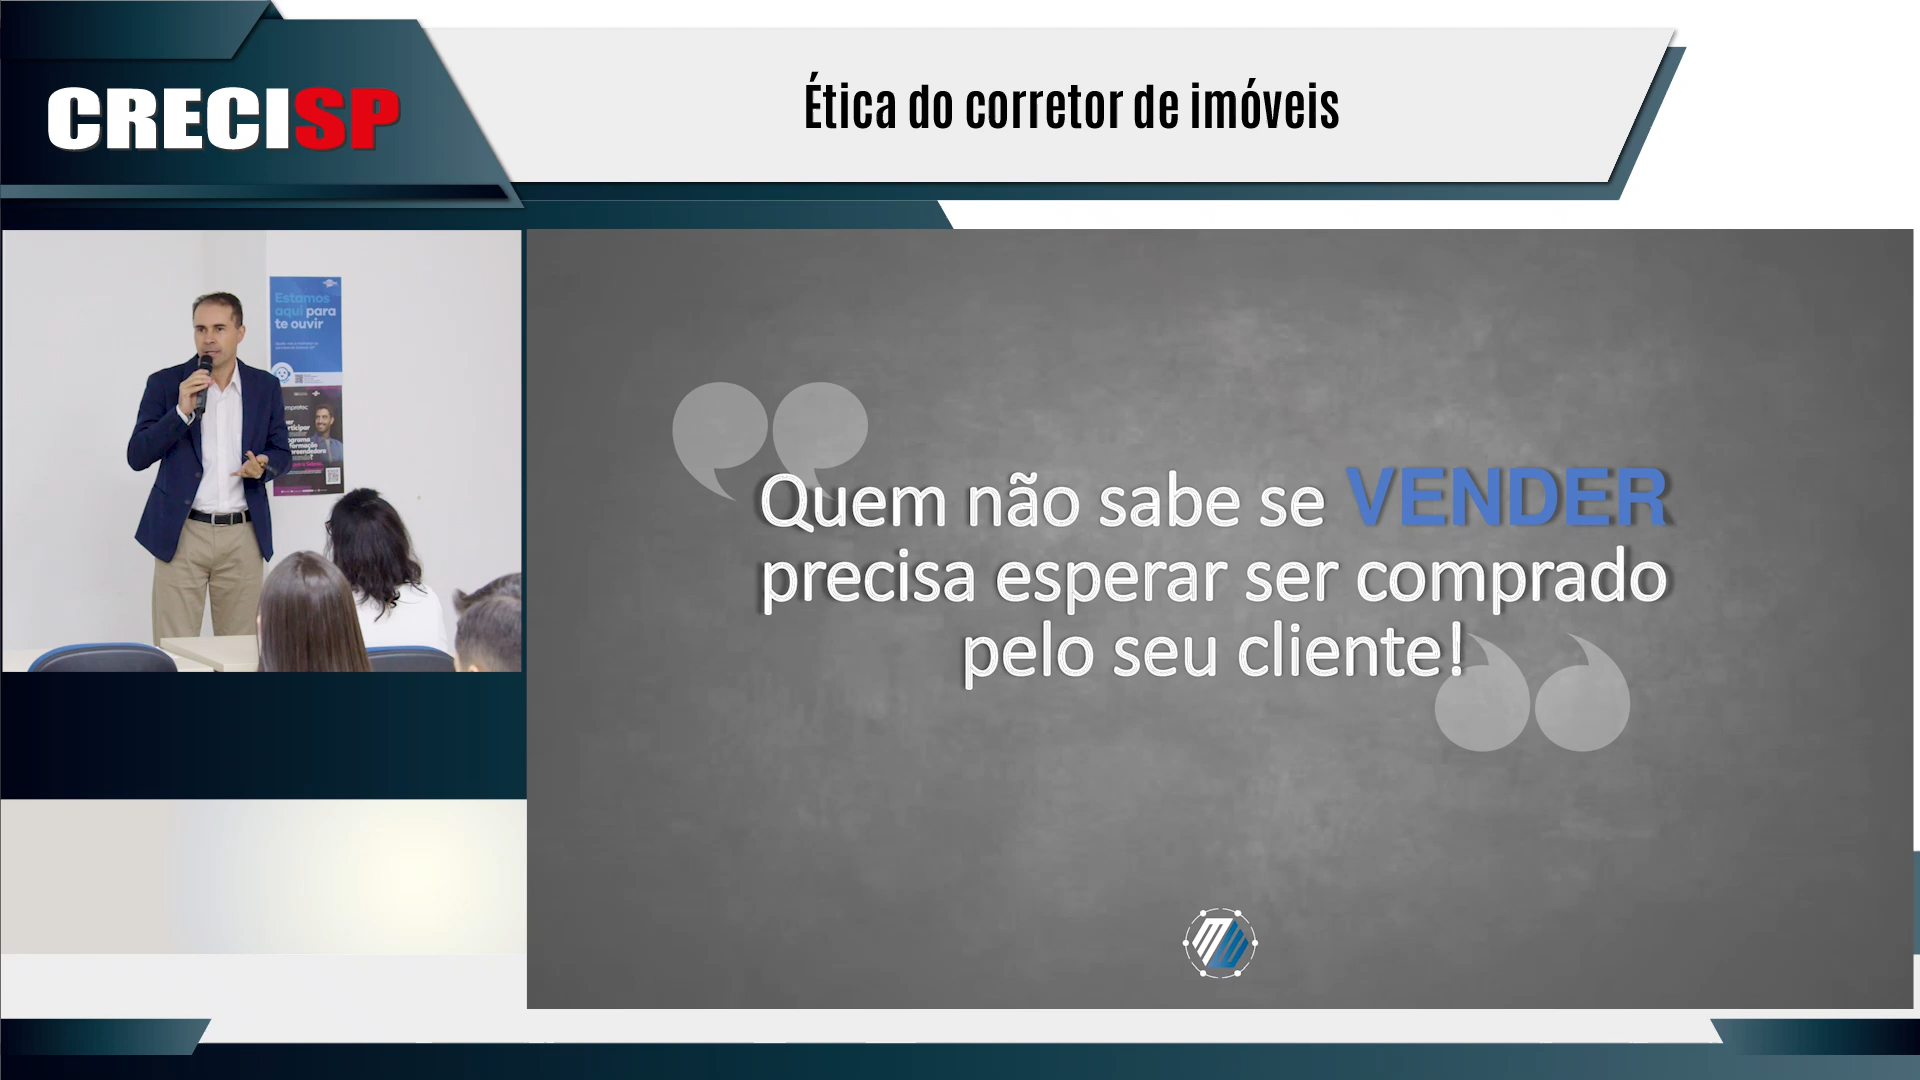 CRECISP
Ética do corretor de imóveis
Estamos
aqui para
te ouvir
Quem não sabe se VENDER
precisa esperar ser comprado
pelo seu cliente!